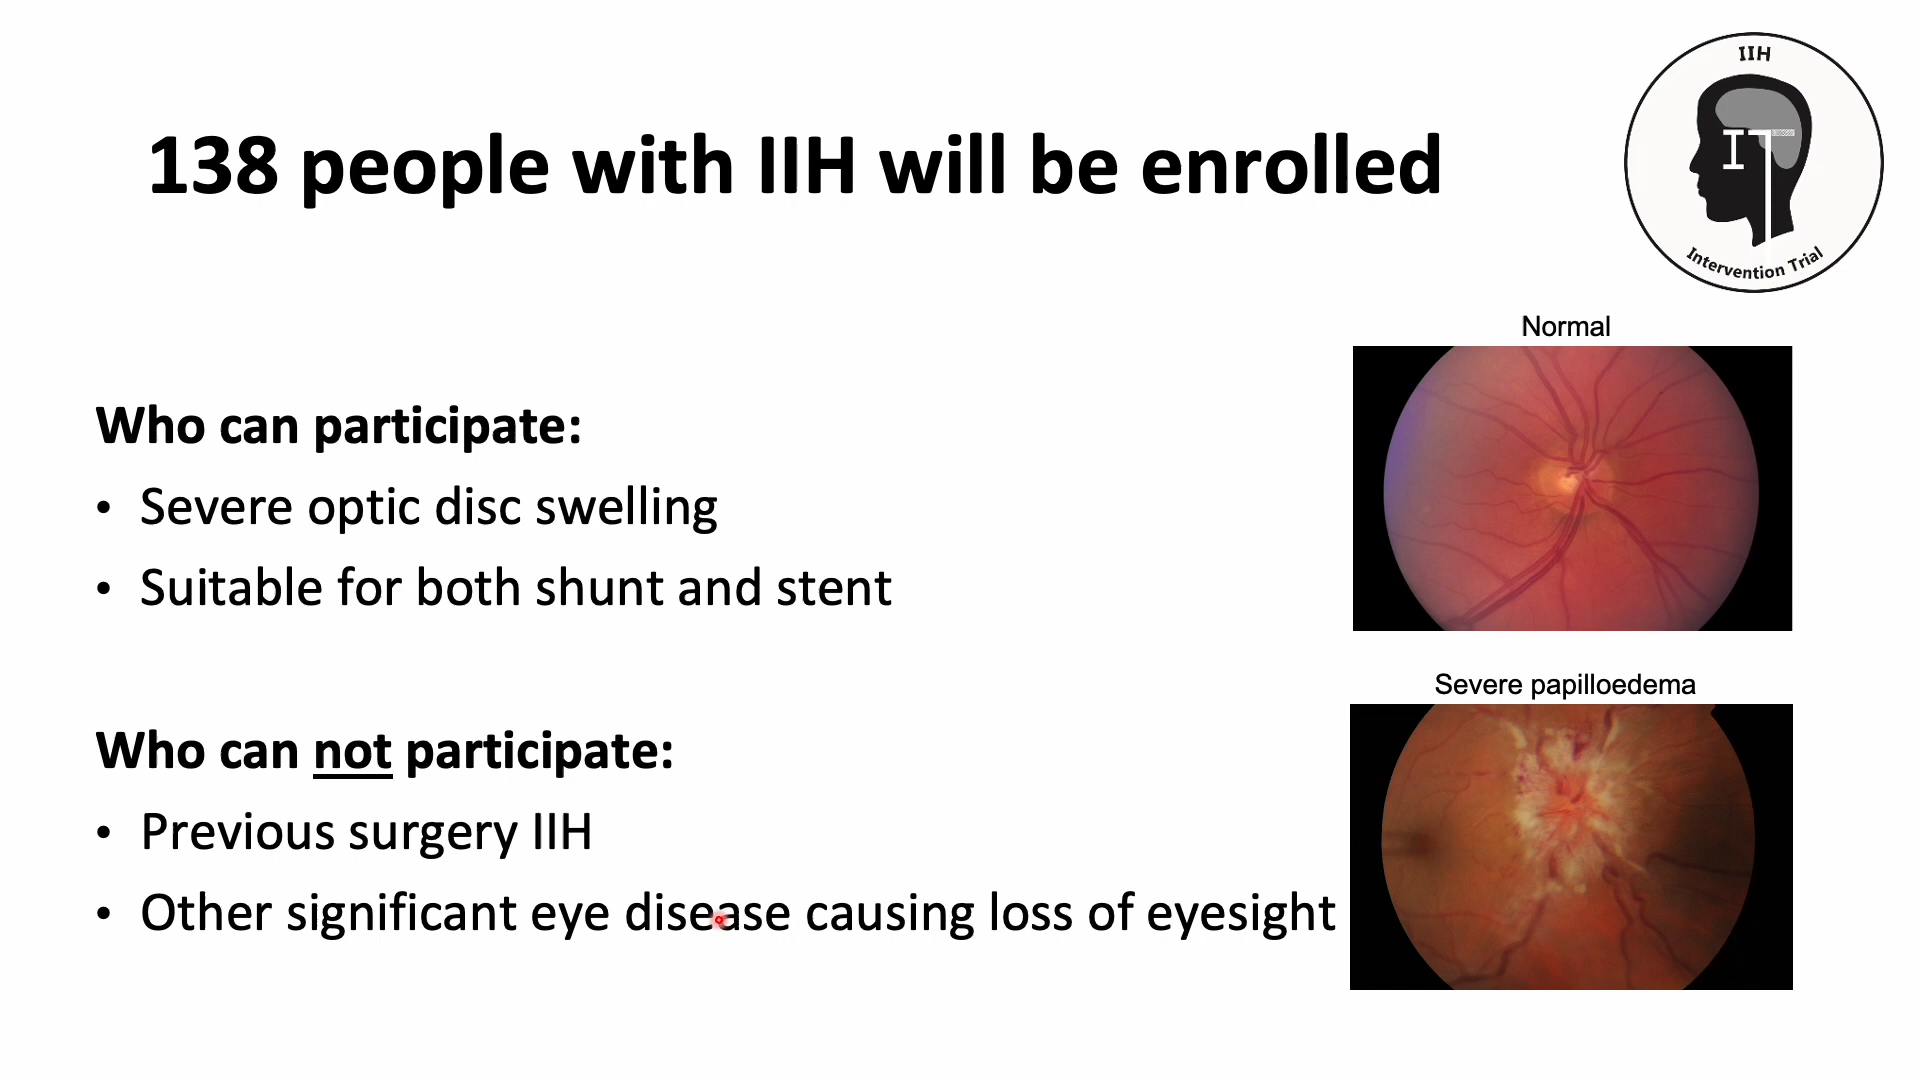 138 people with IIH will be enrolled
IIH
Intervention Trial
Who can participate:
• Severe optic disc swelling
• Suitable for both shunt and stent
Who can not participate:
• Previous surgery IIH
• Other significant eye disease causing loss of eyesight
Normal
Severe papilloedema